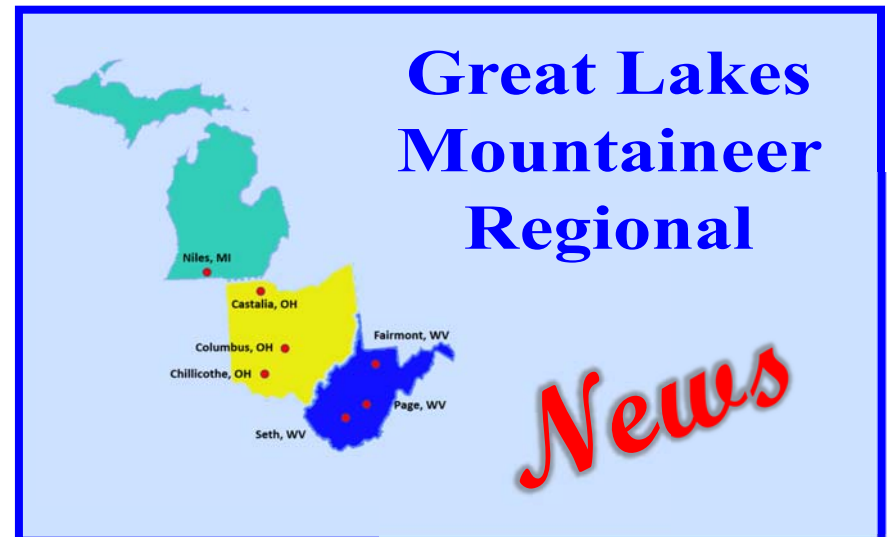 Great Lakes
Mountaineer
Regional
Niles, MI
Castalia, OH
Columbus, OH
Fairmont, WV
Chillicothe, OH
Page, WV
Seth, WV
News